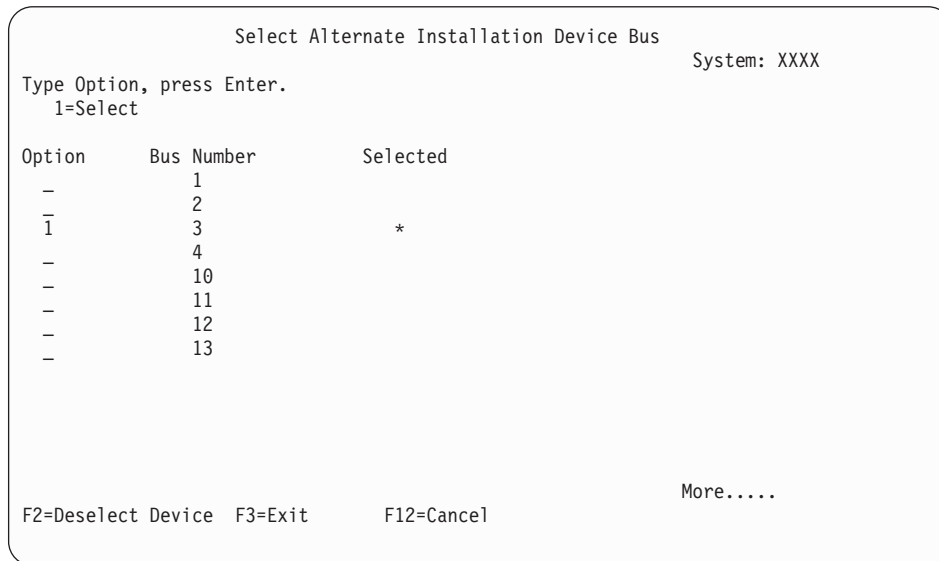 Select Alternate Installation Device Bus
System: XXXX
Type Option, press Enter.
1=Select
Option Bus Number Selected
_ 1
_ 2
1 3 *
_ 4
_ 10
_ 11
_ 12
_ 13
More.....
F2=Deselect Device F3=Exit F12=Cancel